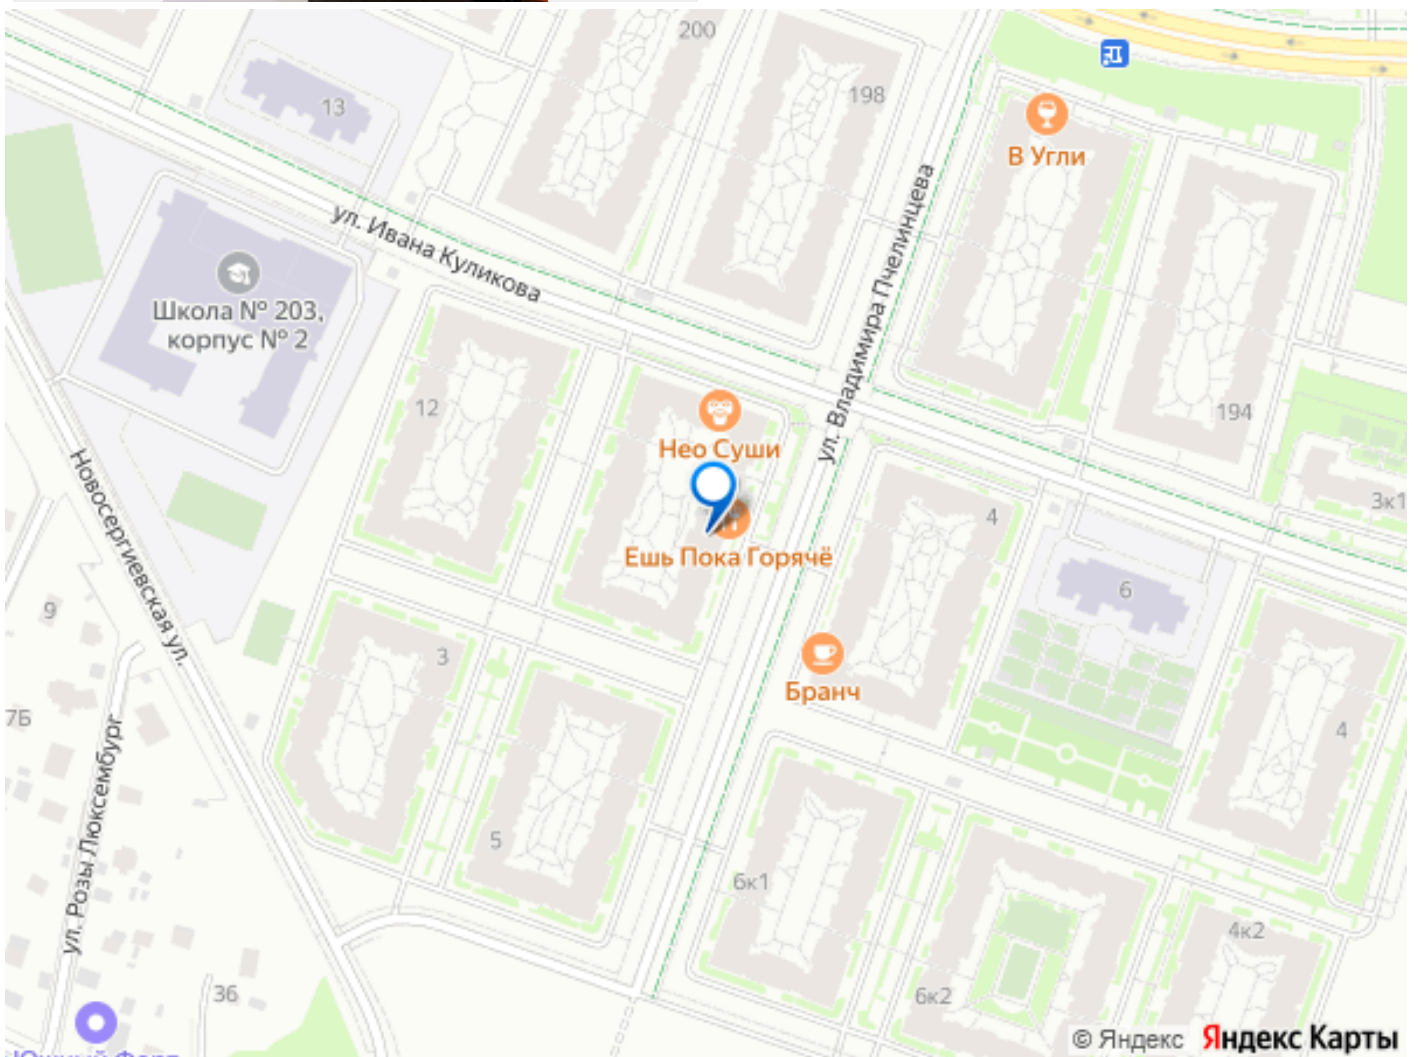 200
198
13
В Угли
ул. Ивана Куликова
ул. Владимира Пчелинцева
Школа № 203,
корпус № 2
12
194
Нео Суши
3к1
4
Ешь Пока Горячё
Новосергиевская ул.
6
9
3
Бранч
7Б
4
ул. Розы Люксембург
5
6к1
4к2
36
6к2
© Яндекс Яндекс Карты